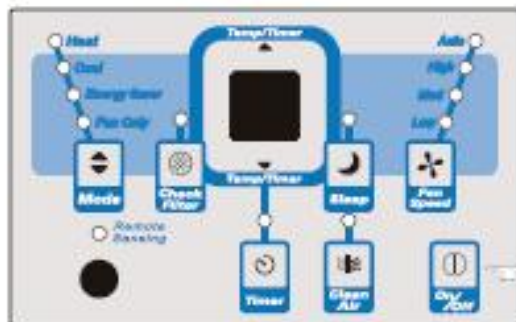 Heat
Temp/Timer
Auto
Cool
High
Energy Saver
Med
Fan Only
Low
Temp/Timer
Mode
Check
Filter
Sleep
Fan
Speed
Remote
Sensing
Timer
Clean
Air
On/
/Off